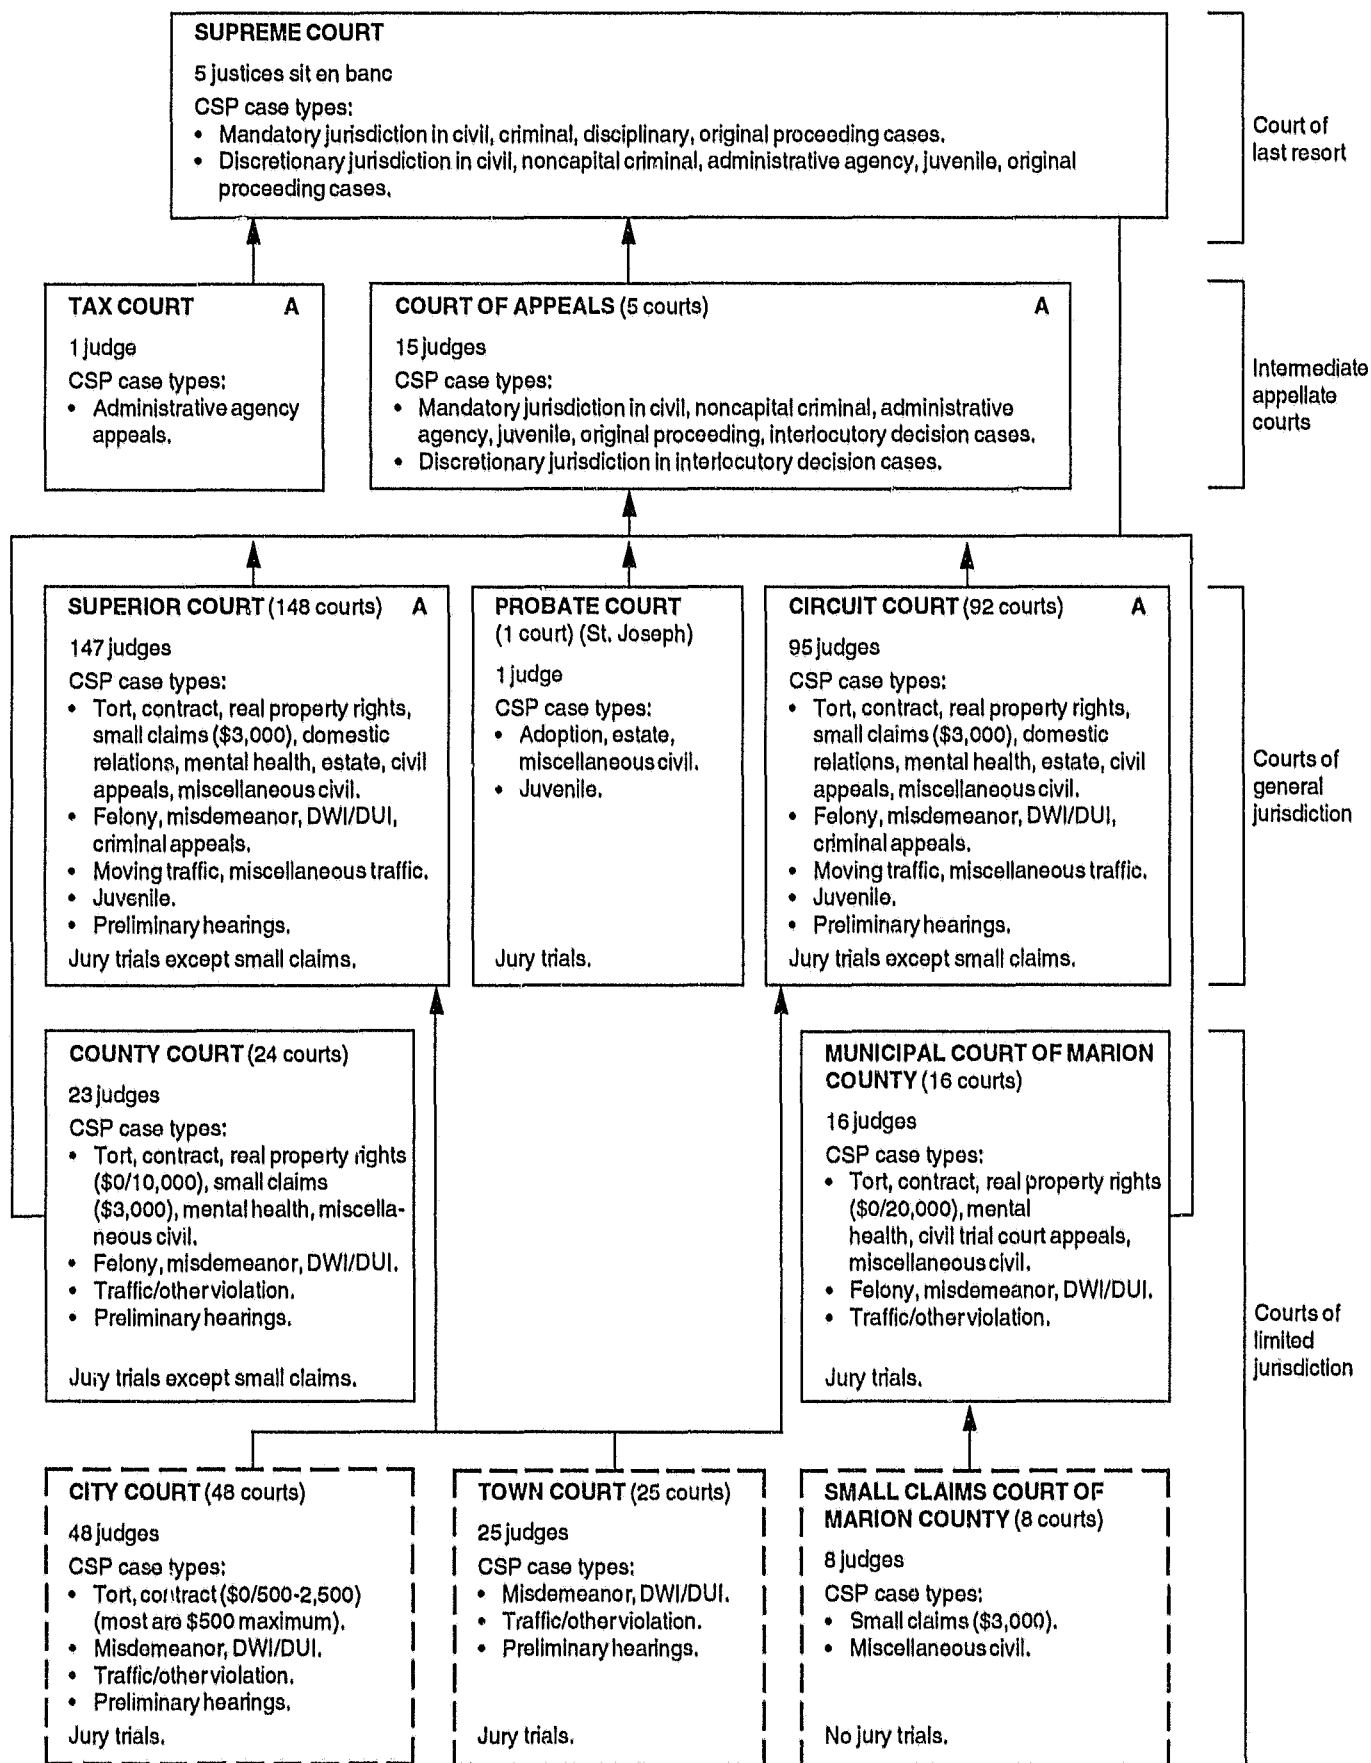 SUPREME COURT
5 justices sit en banc
CSP case types:
• Mandatory jurisdiction in civil, criminal, disciplinary, original proceeding cases.
• Discretionary jurisdiction in civil, noncapital criminal, administrative agency, juvenile, original
proceeding cases.
Court of
last resort
TAX COURT A
1 judge
CSP case types:
• Administrative agency
appeals.
COURT OF APPEALS (5 courts) A
15 judges
CSP case types:
• Mandatory jurisdiction in civil, noncapital criminal, administrative
agency, juvenile, original proceeding, interlocutory decision cases.
• Discretionary jurisdiction in interlocutory decision cases.
Intermediate
appellate
courts
SUPERIOR COURT (148 courts) A
147 judges
CSP case types:
• Tort, contract, real property rights,
small claims ($3,000), domestic
relations, mental health, estate, civil
appeals, miscellaneous civil.
• Felony, misdemeanor, DWI/DUI,
criminal appeals.
• Moving traffic, miscellaneous traffic.
• Juvenile.
• Preliminary hearings.
Jury trials except small claims.
PROBATE COURT
(1 court) (St. Joseph)
1 judge
CSP case types:
• Adoption, estate,
miscellaneous civil.
• Juvenile.
Jury trials.
CIRCUIT COURT (92 courts) A
95 judges
CSP case types:
• Tort, contract, real property rights,
small claims ($3,000), domestic
relations, mental health, estate, civil
appeals, miscellaneous civil.
• Felony, misdemeanor, DWI/DUI,
criminal appeals.
• Moving traffic, miscellaneous traffic.
• Juvenile.
• Preliminary hearings.
Jury trials except small claims.
Courts of
general
jurisdiction
COUNTY COURT (24 courts)
23 judges
CSP case types:
• Tort, contract, real property rights
($0/10,000), small claims
($3,000), mental health, miscella-
neous civil.
• Felony, misdemeanor, DWI/DUI.
• Traffic/other violation.
• Preliminary hearings.
Jury trials except small claims.
MUNICIPAL COURT OF MARION
COUNTY (16 courts)
16 judges
CSP case types:
• Tort, contract, real property rights
($0/20,000), mental
health, civil trial court appeals,
miscellaneous civil.
• Felony, misdemeanor, DWI/DUI.
• Traffic/other violation.
Jury trials.
Courts of
limited
jurisdiction
CITY COURT (48 courts)
48 judges
CSP case types:
• Tort, contract ($0/500-2,500)
(most are $500 maximum).
• Misdemeanor, DWI/DUI.
• Traffic/other violation.
• Preliminary hearings.
Jury trials.
TOWN COURT (25 courts)
25 judges
CSP case types:
• Misdemeanor, DWI/DUI.
• Traffic/other violation.
• Preliminary hearings.
Jury trials.
SMALL CLAIMS COURT OF
MARION COUNTY (8 courts)
8 judges
CSP case types:
• Small claims ($3,000).
• Miscellaneous civil.
No jury trials.